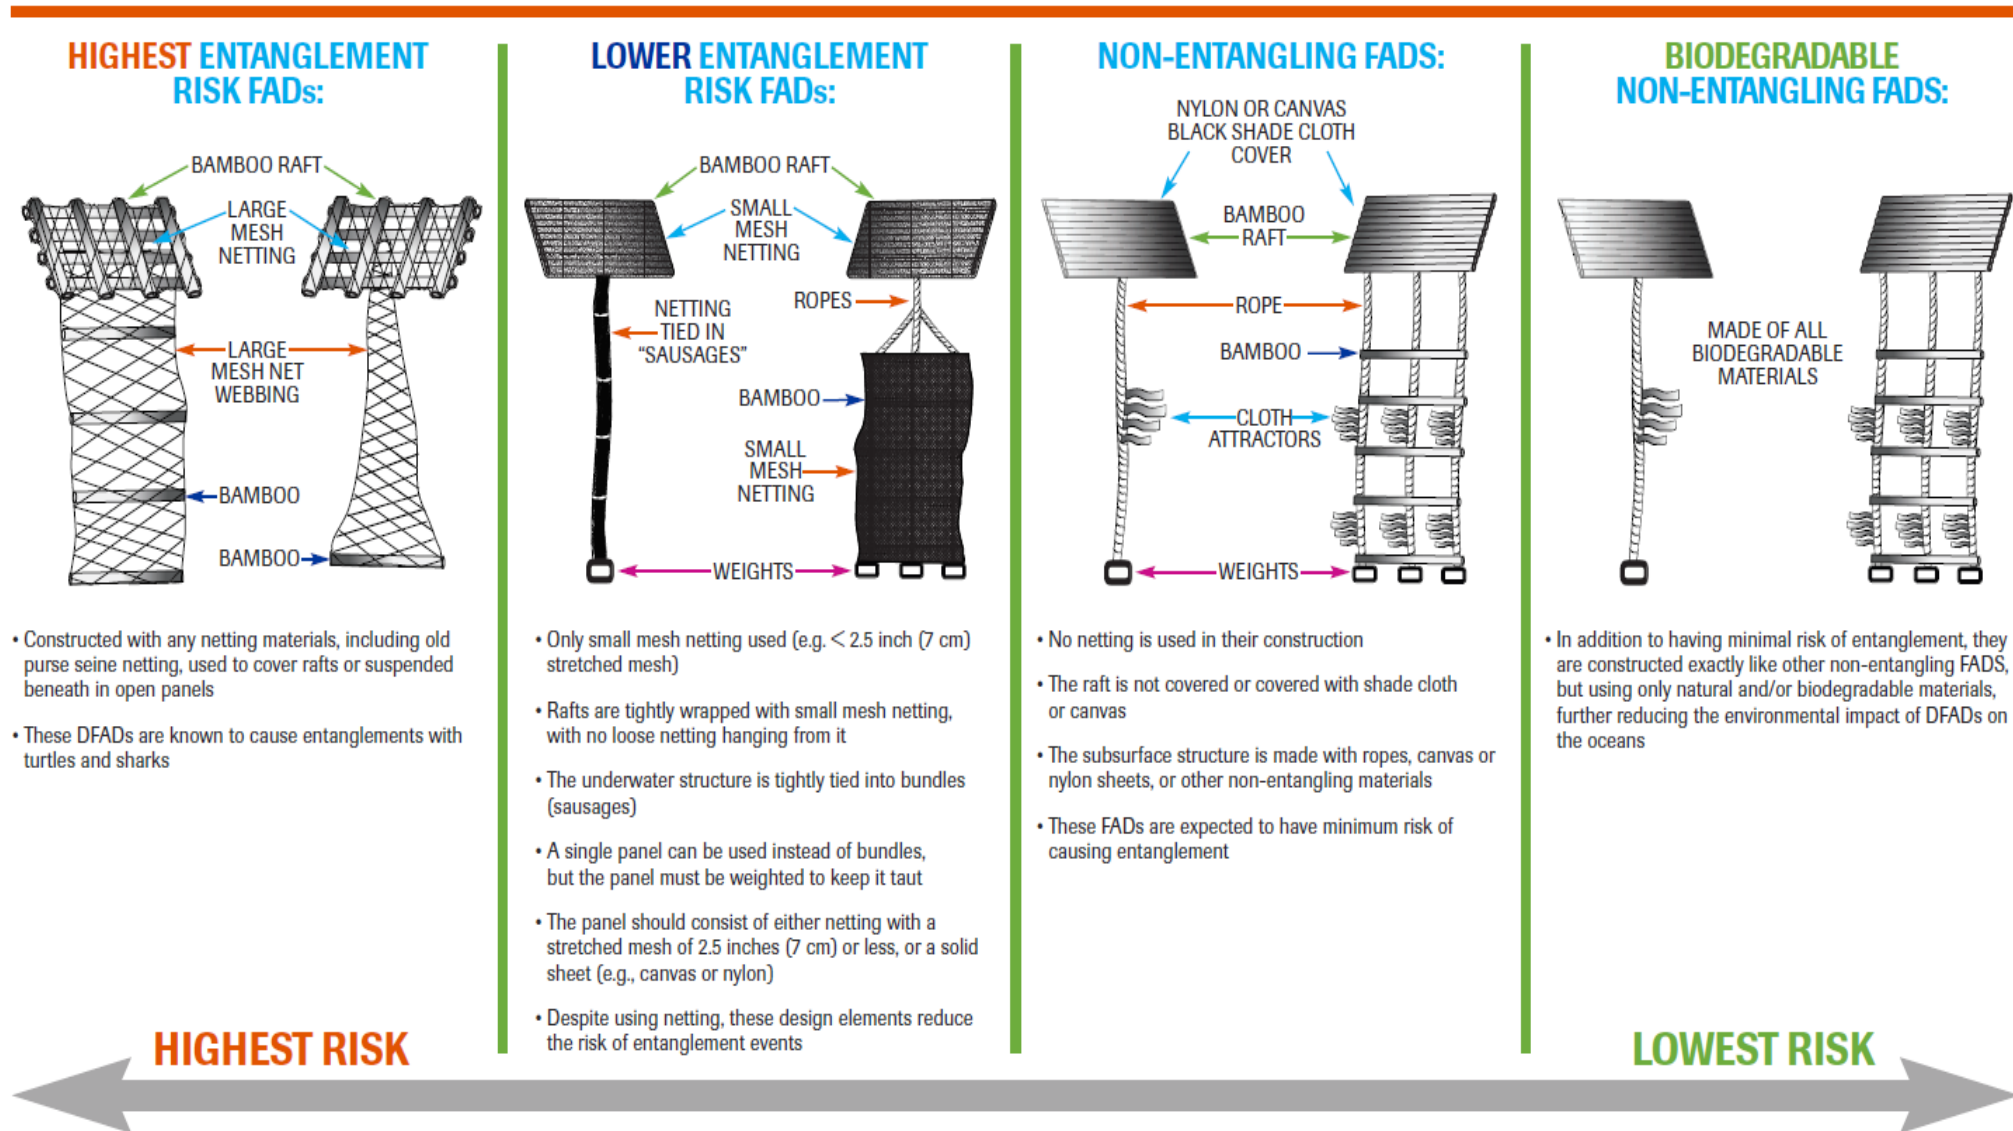 HIGHEST ENTANGLEMENT
RISK FADs:
BAMBOO RAFT
LARGE
MESH
NETTING
LARGE
MESH NET
WEBBING
BAMBOO
BAMBOO
• Constructed with any netting materials, including old
purse seine netting, used to cover rafts or suspended
beneath in open panels
• These DFADs are known to cause entanglements with
turtles and sharks
LOWER ENTANGLEMENT
RISK FADs:
BAMBOO RAFT
SMALL
MESH
NETTING
ROPES
NETTING
TIED IN
“SAUSAGES”
BAMBOO
SMALL
MESH
NETTING
WEIGHTS
• Only small mesh netting used (e.g. < 2.5 inch (7 cm)
stretched mesh)
• Rafts are tightly wrapped with small mesh netting,
with no loose netting hanging from it
• The underwater structure is tightly tied into bundles
(sausages)
• A single panel can be used instead of bundles,
but the panel must be weighted to keep it taut
• The panel should consist of either netting with a
stretched mesh of 2.5 inches (7 cm) or less, or a solid
sheet (e.g., canvas or nylon)
• Despite using netting, these design elements reduce
the risk of entanglement events
NON-ENTANGLING FADS:
NYLON OR CANVAS
BLACK SHADE CLOTH
COVER
BAMBOO
RAFT
ROPE
BAMBOO
CLOTH
ATTRACTORS
WEIGHTS
• No netting is used in their construction
• The raft is not covered or covered with shade cloth
or canvas
• The subsurface structure is made with ropes, canvas or
nylon sheets, or other non-entangling materials
• These FADs are expected to have minimum risk of
causing entanglement
BIODEGRADABLE
NON-ENTANGLING FADS:
MADE OF ALL
BIODEGRADABLE
MATERIALS
• In addition to having minimal risk of entanglement, they
are constructed exactly like other non-entangling FADS,
but using only natural and/or biodegradable materials,
further reducing the environmental impact of DFADs on
the oceans
HIGHEST RISK
LOWEST RISK